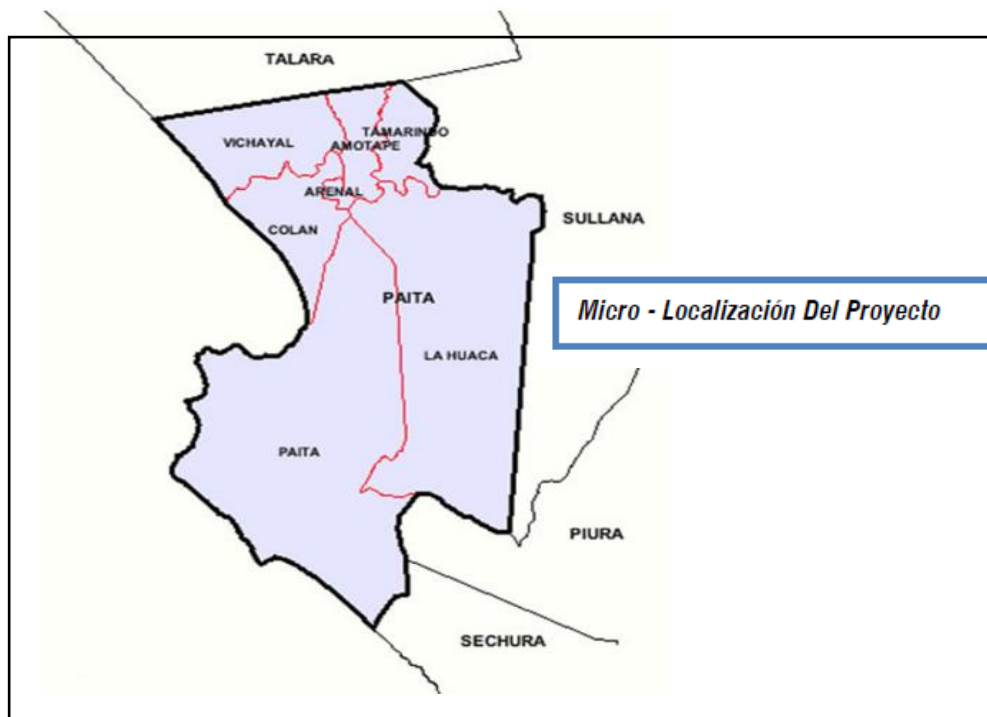 TALARA
TAMARINDO
VICHAYAL
AMOTAPE
ARENAL
SULLANA
COLAN
PAITA
Micro - Localización Del Proyecto
LA HUACA
PAITA
PIURA
SECHURA